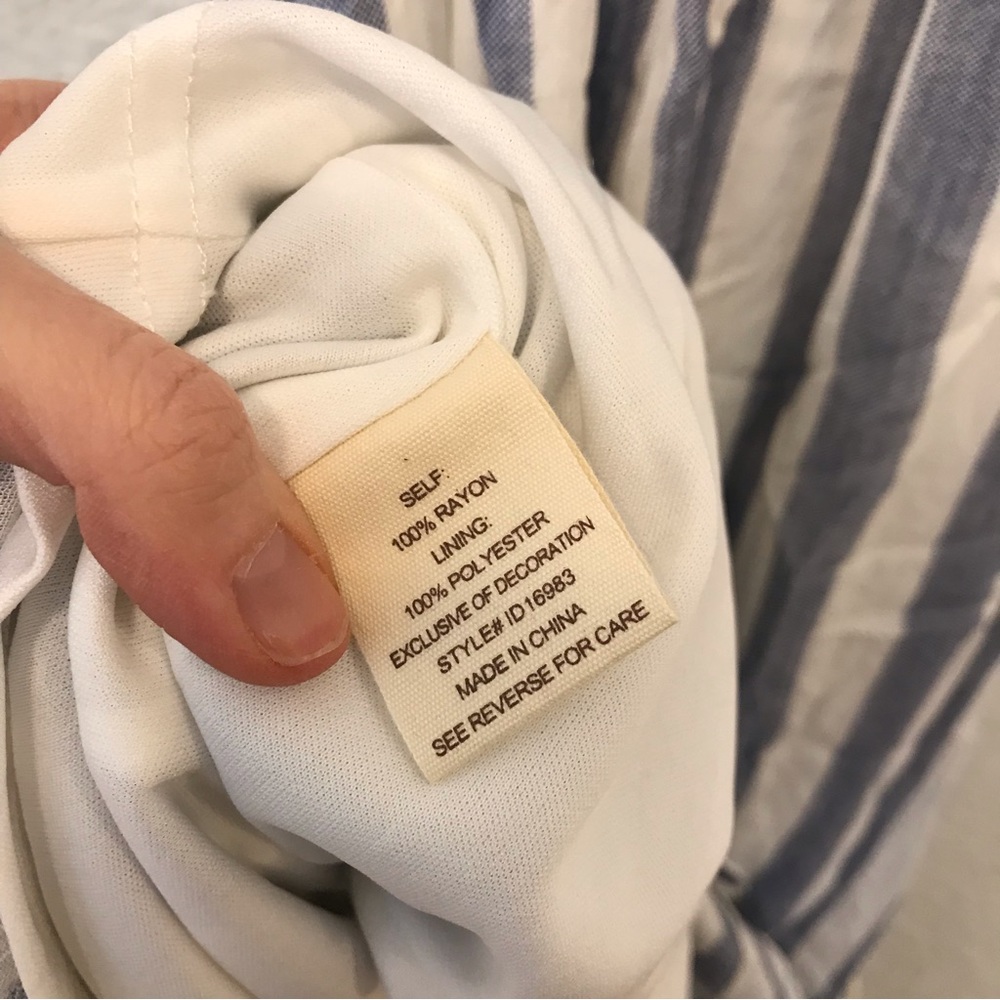 SELF:
100% RAYON
LINING:
100% POLYESTER
EXCLUSIVE OF DECORATION
STYLE# ID16983
MADE IN CHINA
SEE REVERSE FOR CARE